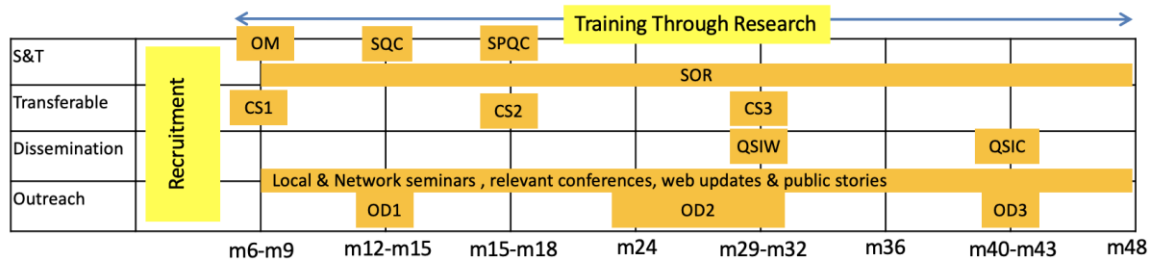 Training Through Research
S&T
OM
SQC
SPQC
SOR
Recruitment
Transferable
CS1
CS2
CS3
Dissemination
QSIW
QSIC
Local & Network seminars , relevant conferences, web updates & public stories
Outreach
OD1
OD2
OD3
m6-m9
m12-m15
m15-m18
m24
m29-m32
m36
m40-m43
m48